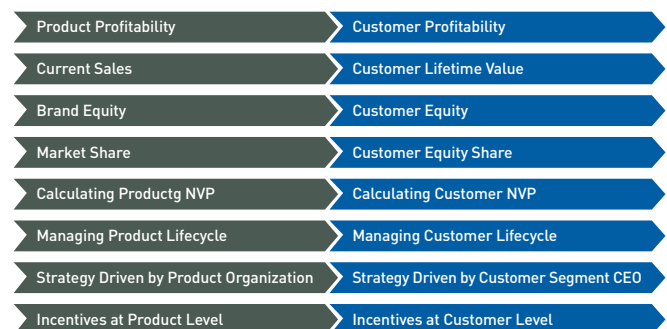 Product Profitability Customer Profitability
Current Sales Customer Lifetime Value
Brand Equity Customer Equity
Market Share Customer Equity Share
Calculating Productg NVP Calculating Customer NVP
Managing Product Lifecycle Managing Customer Lifecycle
Strategy Driven by Product Organization Strategy Driven by Customer Segment CEO
Incentives at Product Level Incentives at Customer Level